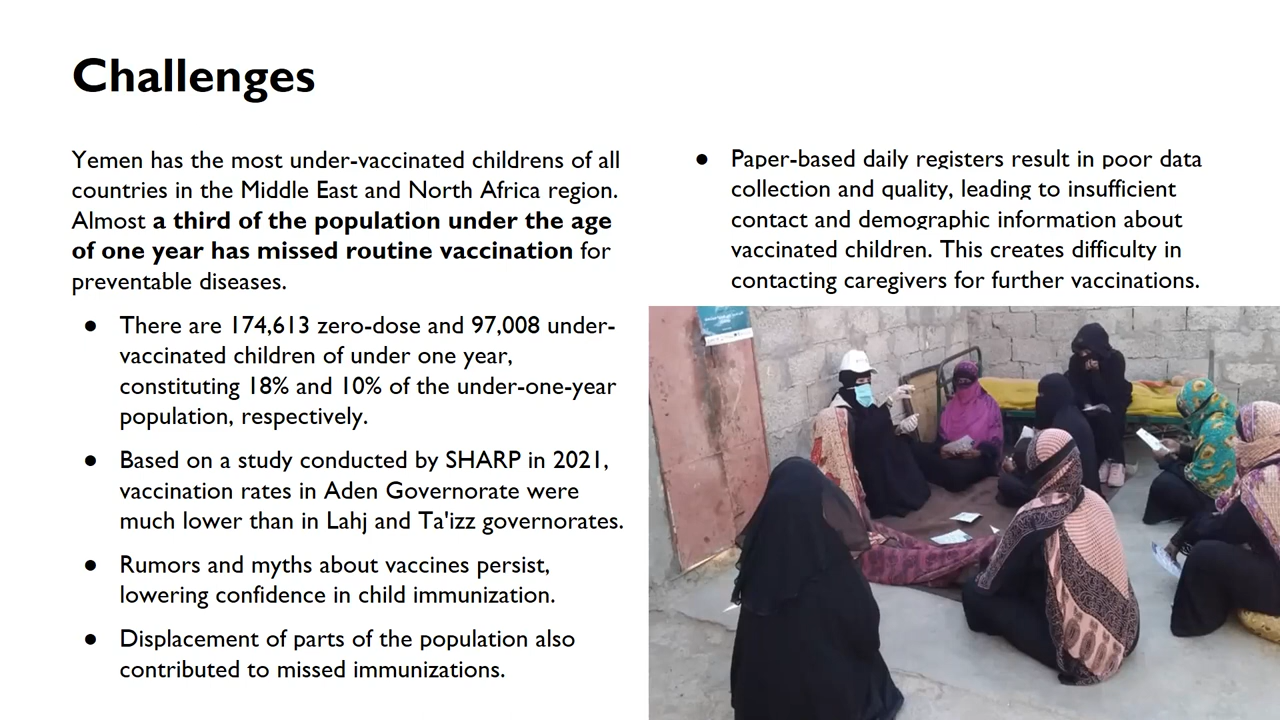 Challenges
Yemen has the most under-vaccinated childrens of all
countries in the Middle East and North Africa region.
Almost a third of the population under the age
of one year has missed routine vaccination for
preventable diseases.
● There are 174,613 zero-dose and 97,008 under-
vaccinated children of under one year,
constituting 18% and 10% of the under-one-year
population, respectively.
● Based on a study conducted by SHARP in 2021,
vaccination rates in Aden Governorate were
much lower than in Lahj and Ta'izz governorates.
● Rumors and myths about vaccines persist,
lowering confidence in child immunization.
● Displacement of parts of the population also
contributed to missed immunizations.
● Paper-based daily registers result in poor data
collection and quality, leading to insufficient
contact and demographic information about
vaccinated children. This creates difficulty in
contacting caregivers for further vaccinations.